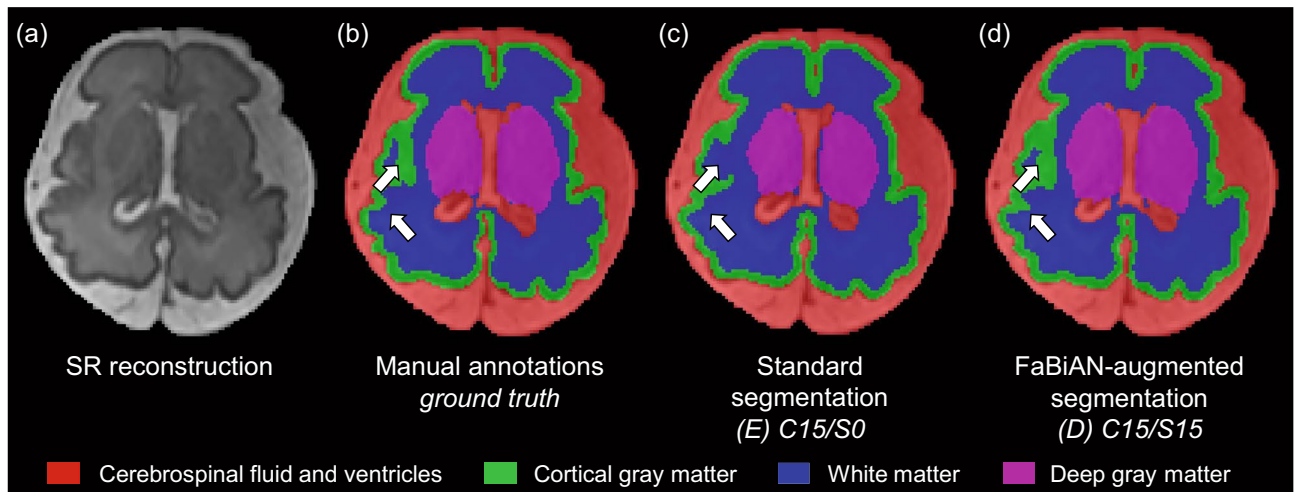 (a)
(b)
(c)
(d)
SR reconstruction
Manual annotations
ground truth
Standard
segmentation
(E) C15/S0
FaBiAN-augmented
segmentation
(D) C15/S15
Cerebrospinal fluid and ventricles
Cortical gray matter
White matter
Deep gray matter